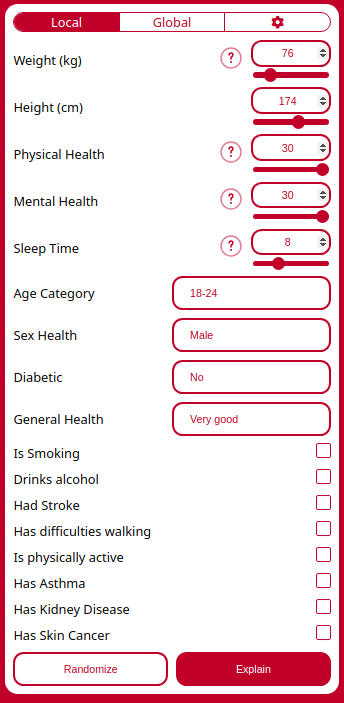 Local Global
Weight (kg) ? 76
Height (cm) 174
Physical Health ? 30
Mental Health ? 30
Sleep Time ? 8
Age Category 18-24
Sex Health Male
Diabetic No
General Health Very good
Is Smoking
Drinks alcohol
Had Stroke
Has difficulties walking
Is physically active
Has Asthma
Has Kidney Disease
Has Skin Cancer
Randomize Explain